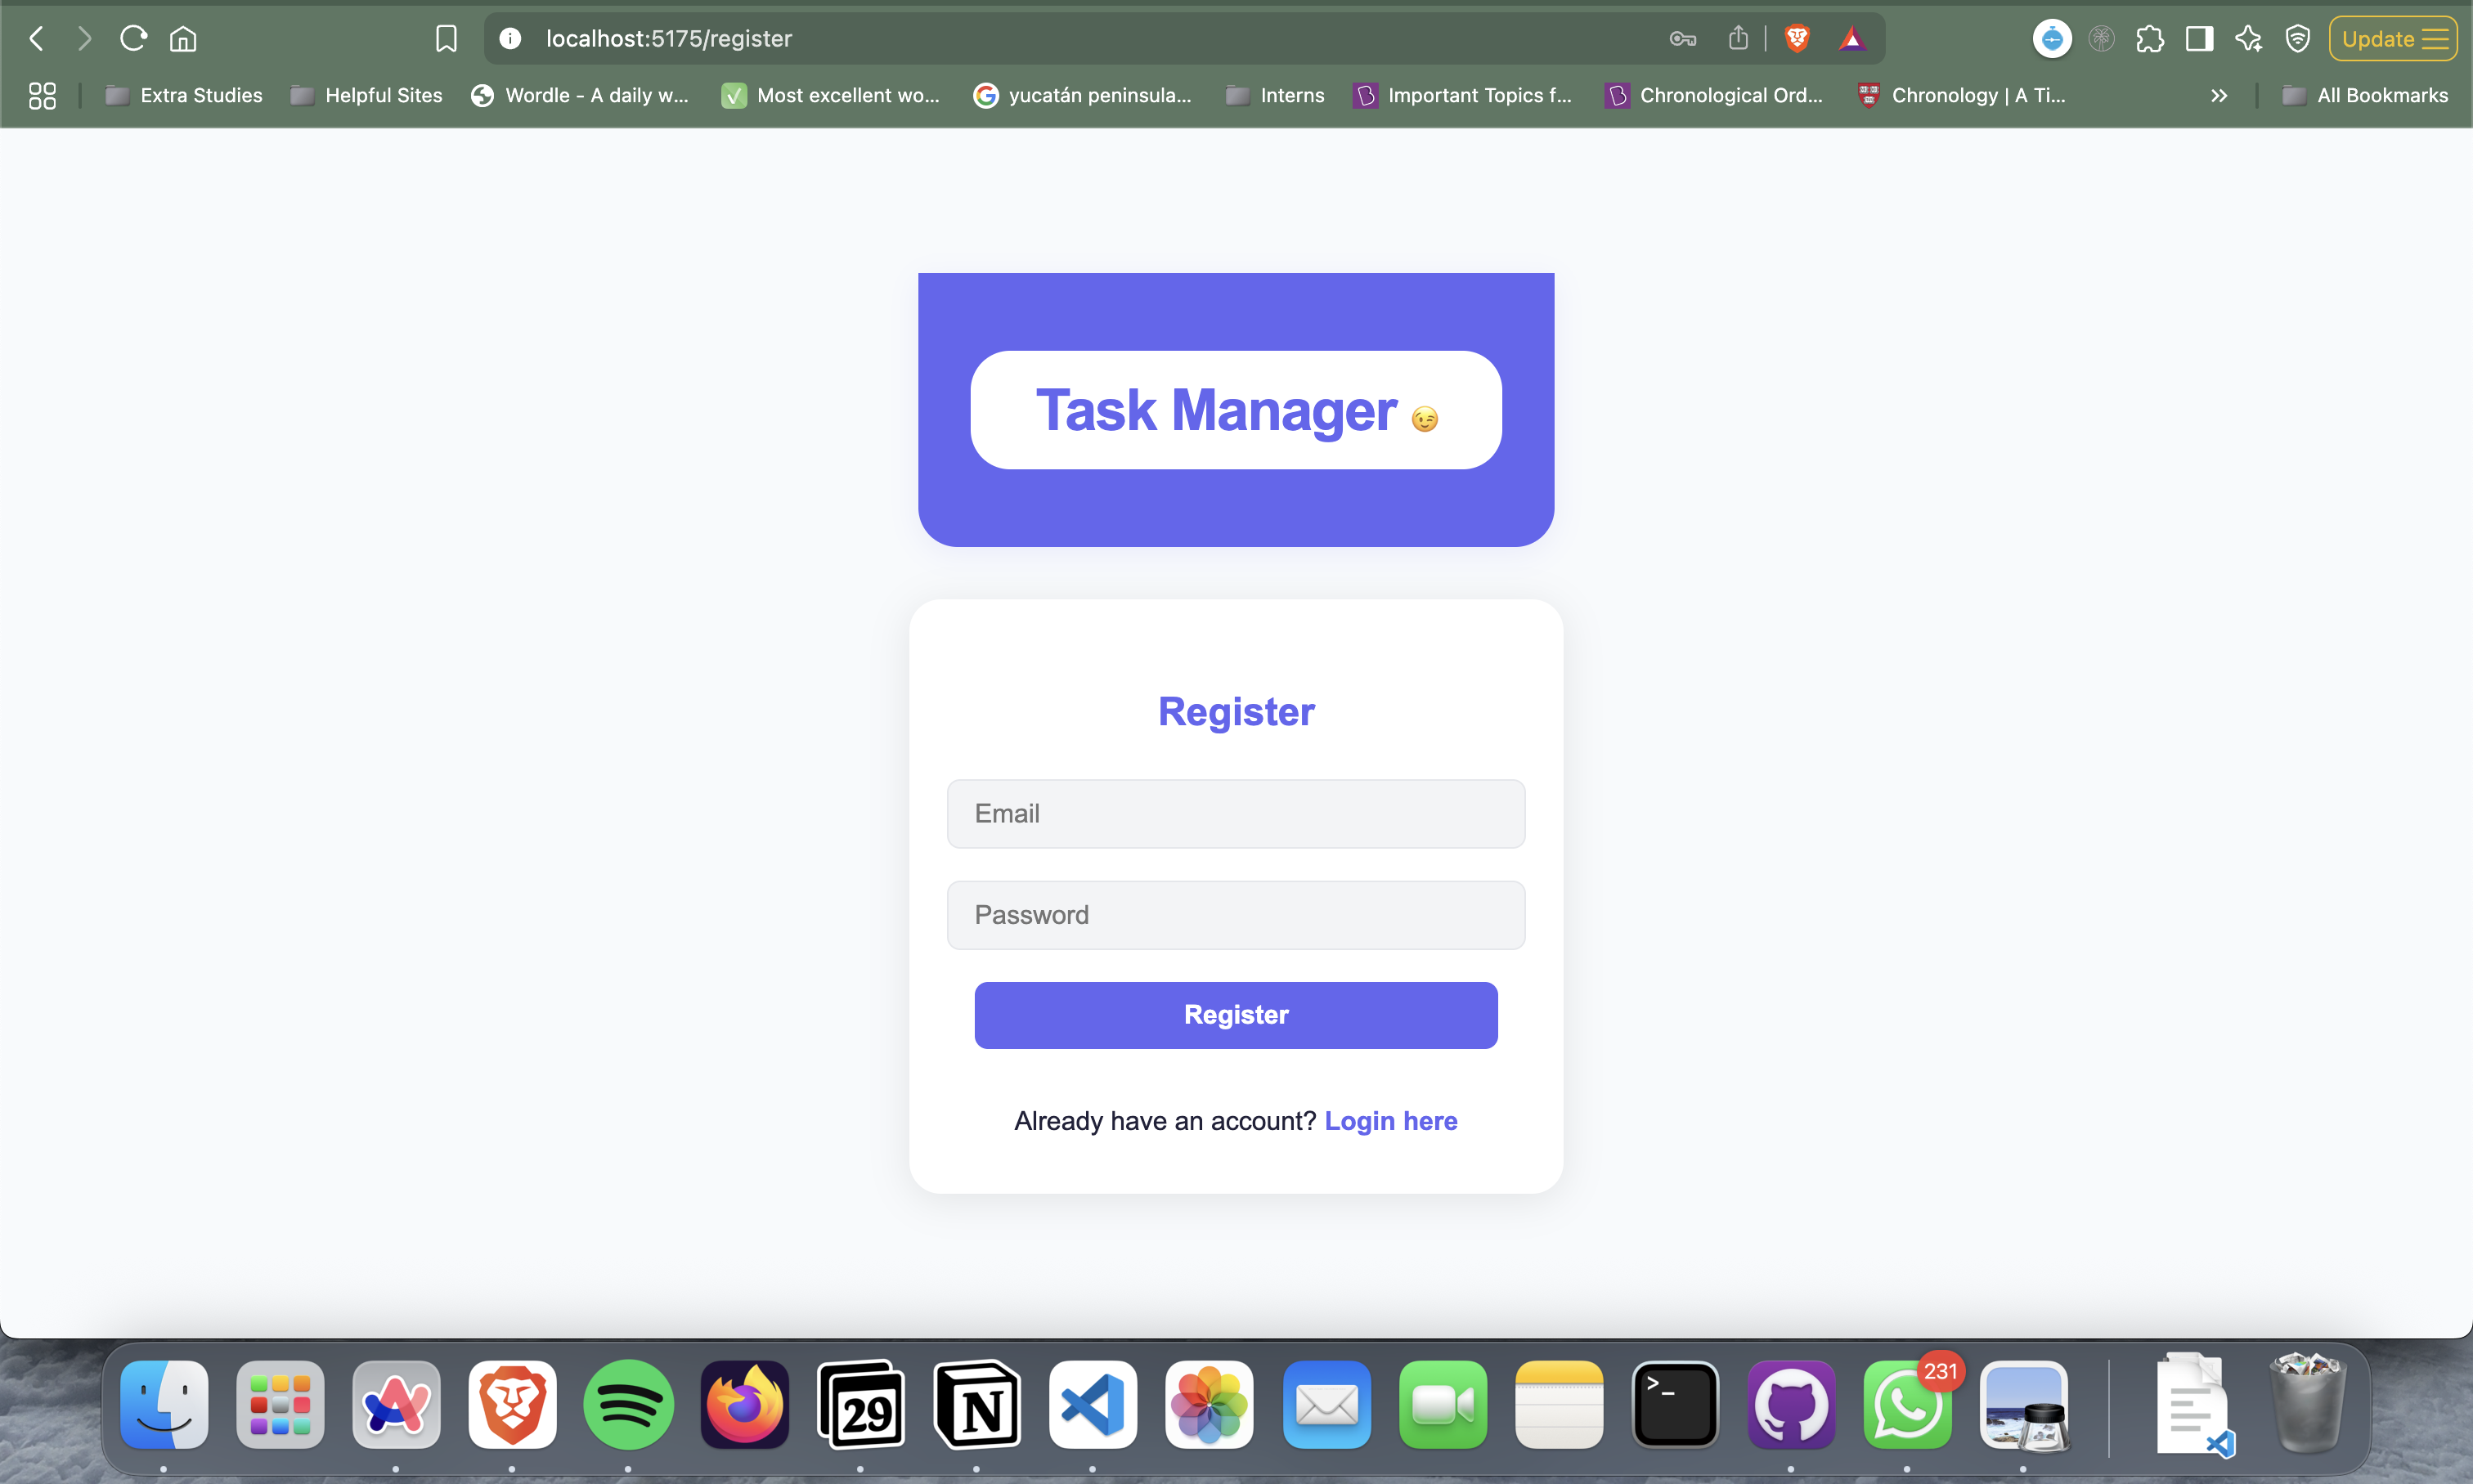 localhost:5175/register
Update
Extra Studies
Helpful Sites
Wordle - A daily w...
Most excellent wo...
yucatán peninsula...
Interns
Important Topics f...
Chronological Ord...
Chronology | A Ti...
All Bookmarks
Task Manager 😉
Register
Email
Password
Register
Already have an account? Login here
29
231